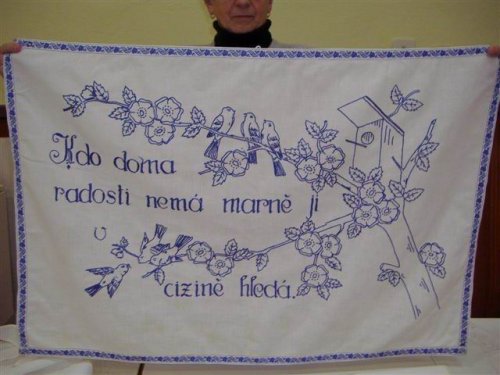 Kdo doma
radosti nemá marně ji
v
cizině hledá.